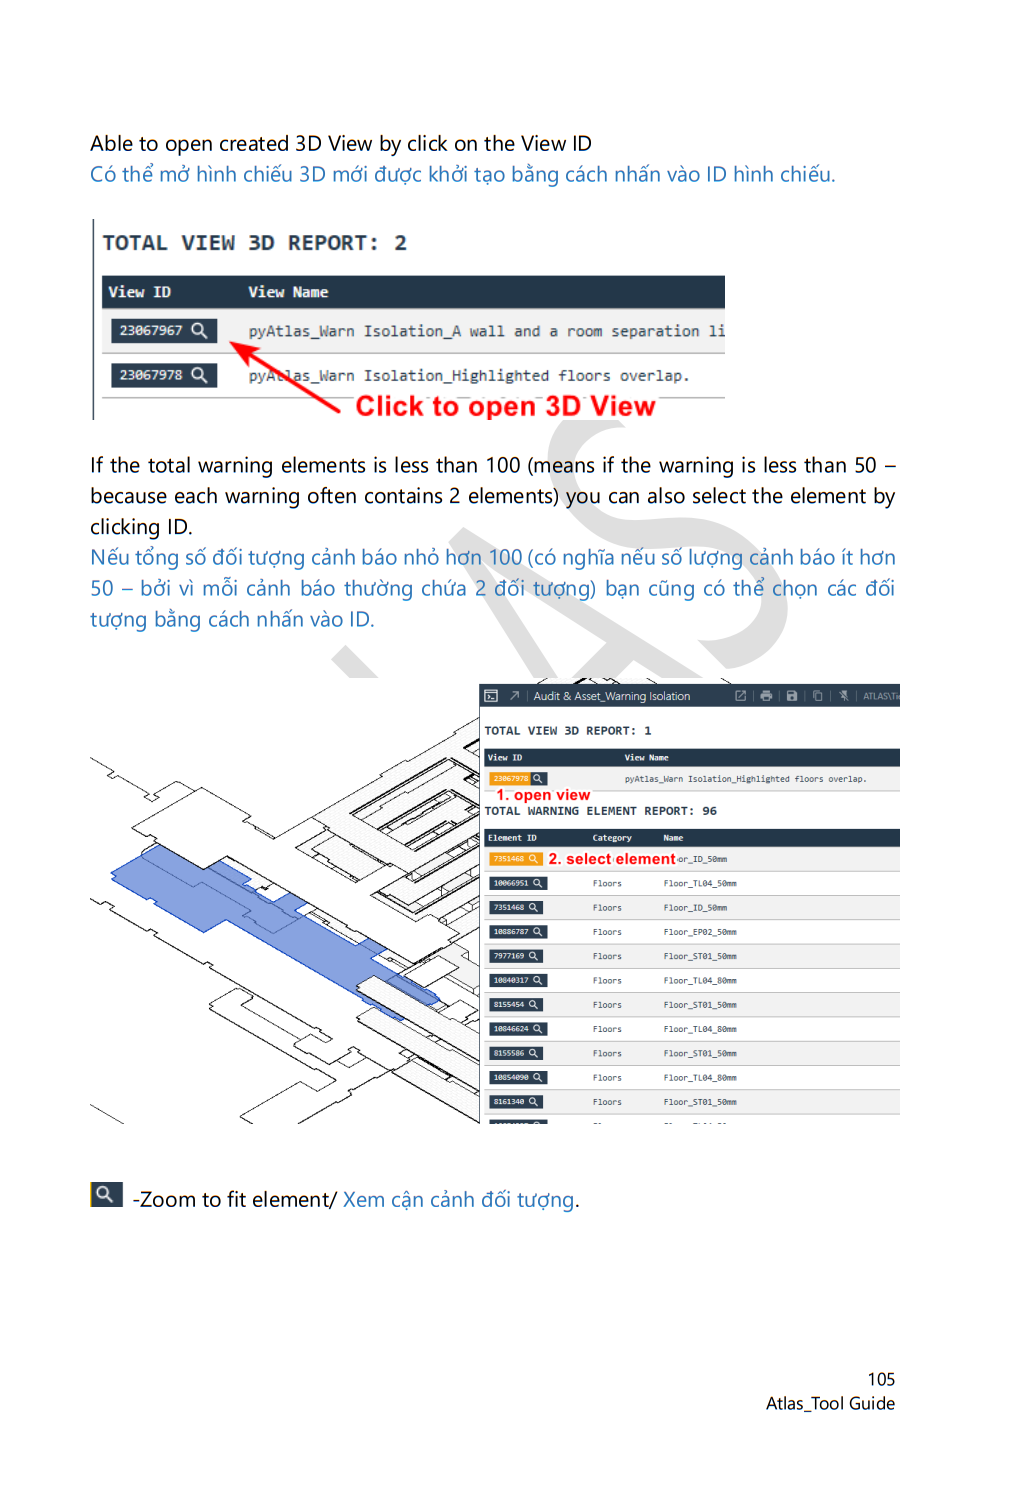 Able to open created 3D View by click on the View ID
Có thể mở hình chiếu 3D mới được khởi tạo bằng cách nhấn vào ID hình chiếu.
TOTAL VIEW 3D REPORT: 2
View ID View Name
23067967 pyAtlas_Warn Isolation_A wall and a room separation li
23067978 pyAtlas_Warn Isolation_Highlighted floors overlap.
Click to open 3D View
If the total warning elements is less than 100 (means if the warning is less than 50 –
because each warning often contains 2 elements) you can also select the element by
clicking ID.
Nếu tổng số đối tượng cảnh báo nhỏ hơn 100 (có nghĩa nếu số lượng cảnh báo ít hơn
50 – bởi vì mỗi cảnh báo thường chứa 2 đối tượng) bạn cũng có thể chọn các đối
tượng bằng cách nhấn vào ID.
Audit & Asset_Warning Isolation ATLAS\Ti
TOTAL VIEW 3D REPORT: 1
View ID View Name
23067978 pyAtlas_Warn Isolation_Highlighted floors overlap.
1. open view
TOTAL WARNING ELEMENT REPORT: 96
Element ID Category Name
7351468 2. select element or_ID_50mm
10066951 Floors Floor_TL04_50mm
7351468 Floors Floor_ID_50mm
10886787 Floors Floor_EP02_50mm
7977169 Floors Floor_ST01_50mm
10840317 Floors Floor_TL04_80mm
8155454 Floors Floor_ST01_50mm
10846624 Floors Floor_TL04_80mm
8155586 Floors Floor_ST01_50mm
10854090 Floors Floor_TL04_80mm
8161340 Floors Floor_ST01_50mm
-Zoom to fit element/ Xem cận cảnh đối tượng.
105
Atlas_Tool Guide